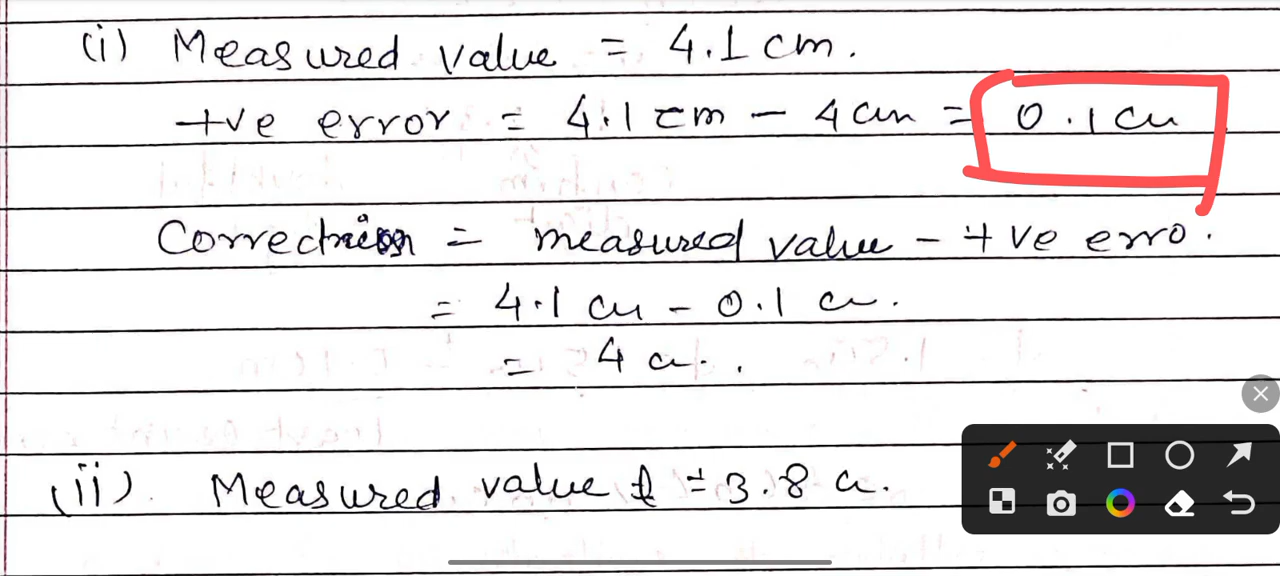 (i) Measured value = 4.1 cm.
+ve error = 4.1 cm - 4 cm = 0.1 cm
Correction = measured value - +ve erro.
= 4.1 cm - 0.1 cm.
= 4 cm.
(ii). Measured value = 3.8 cm.